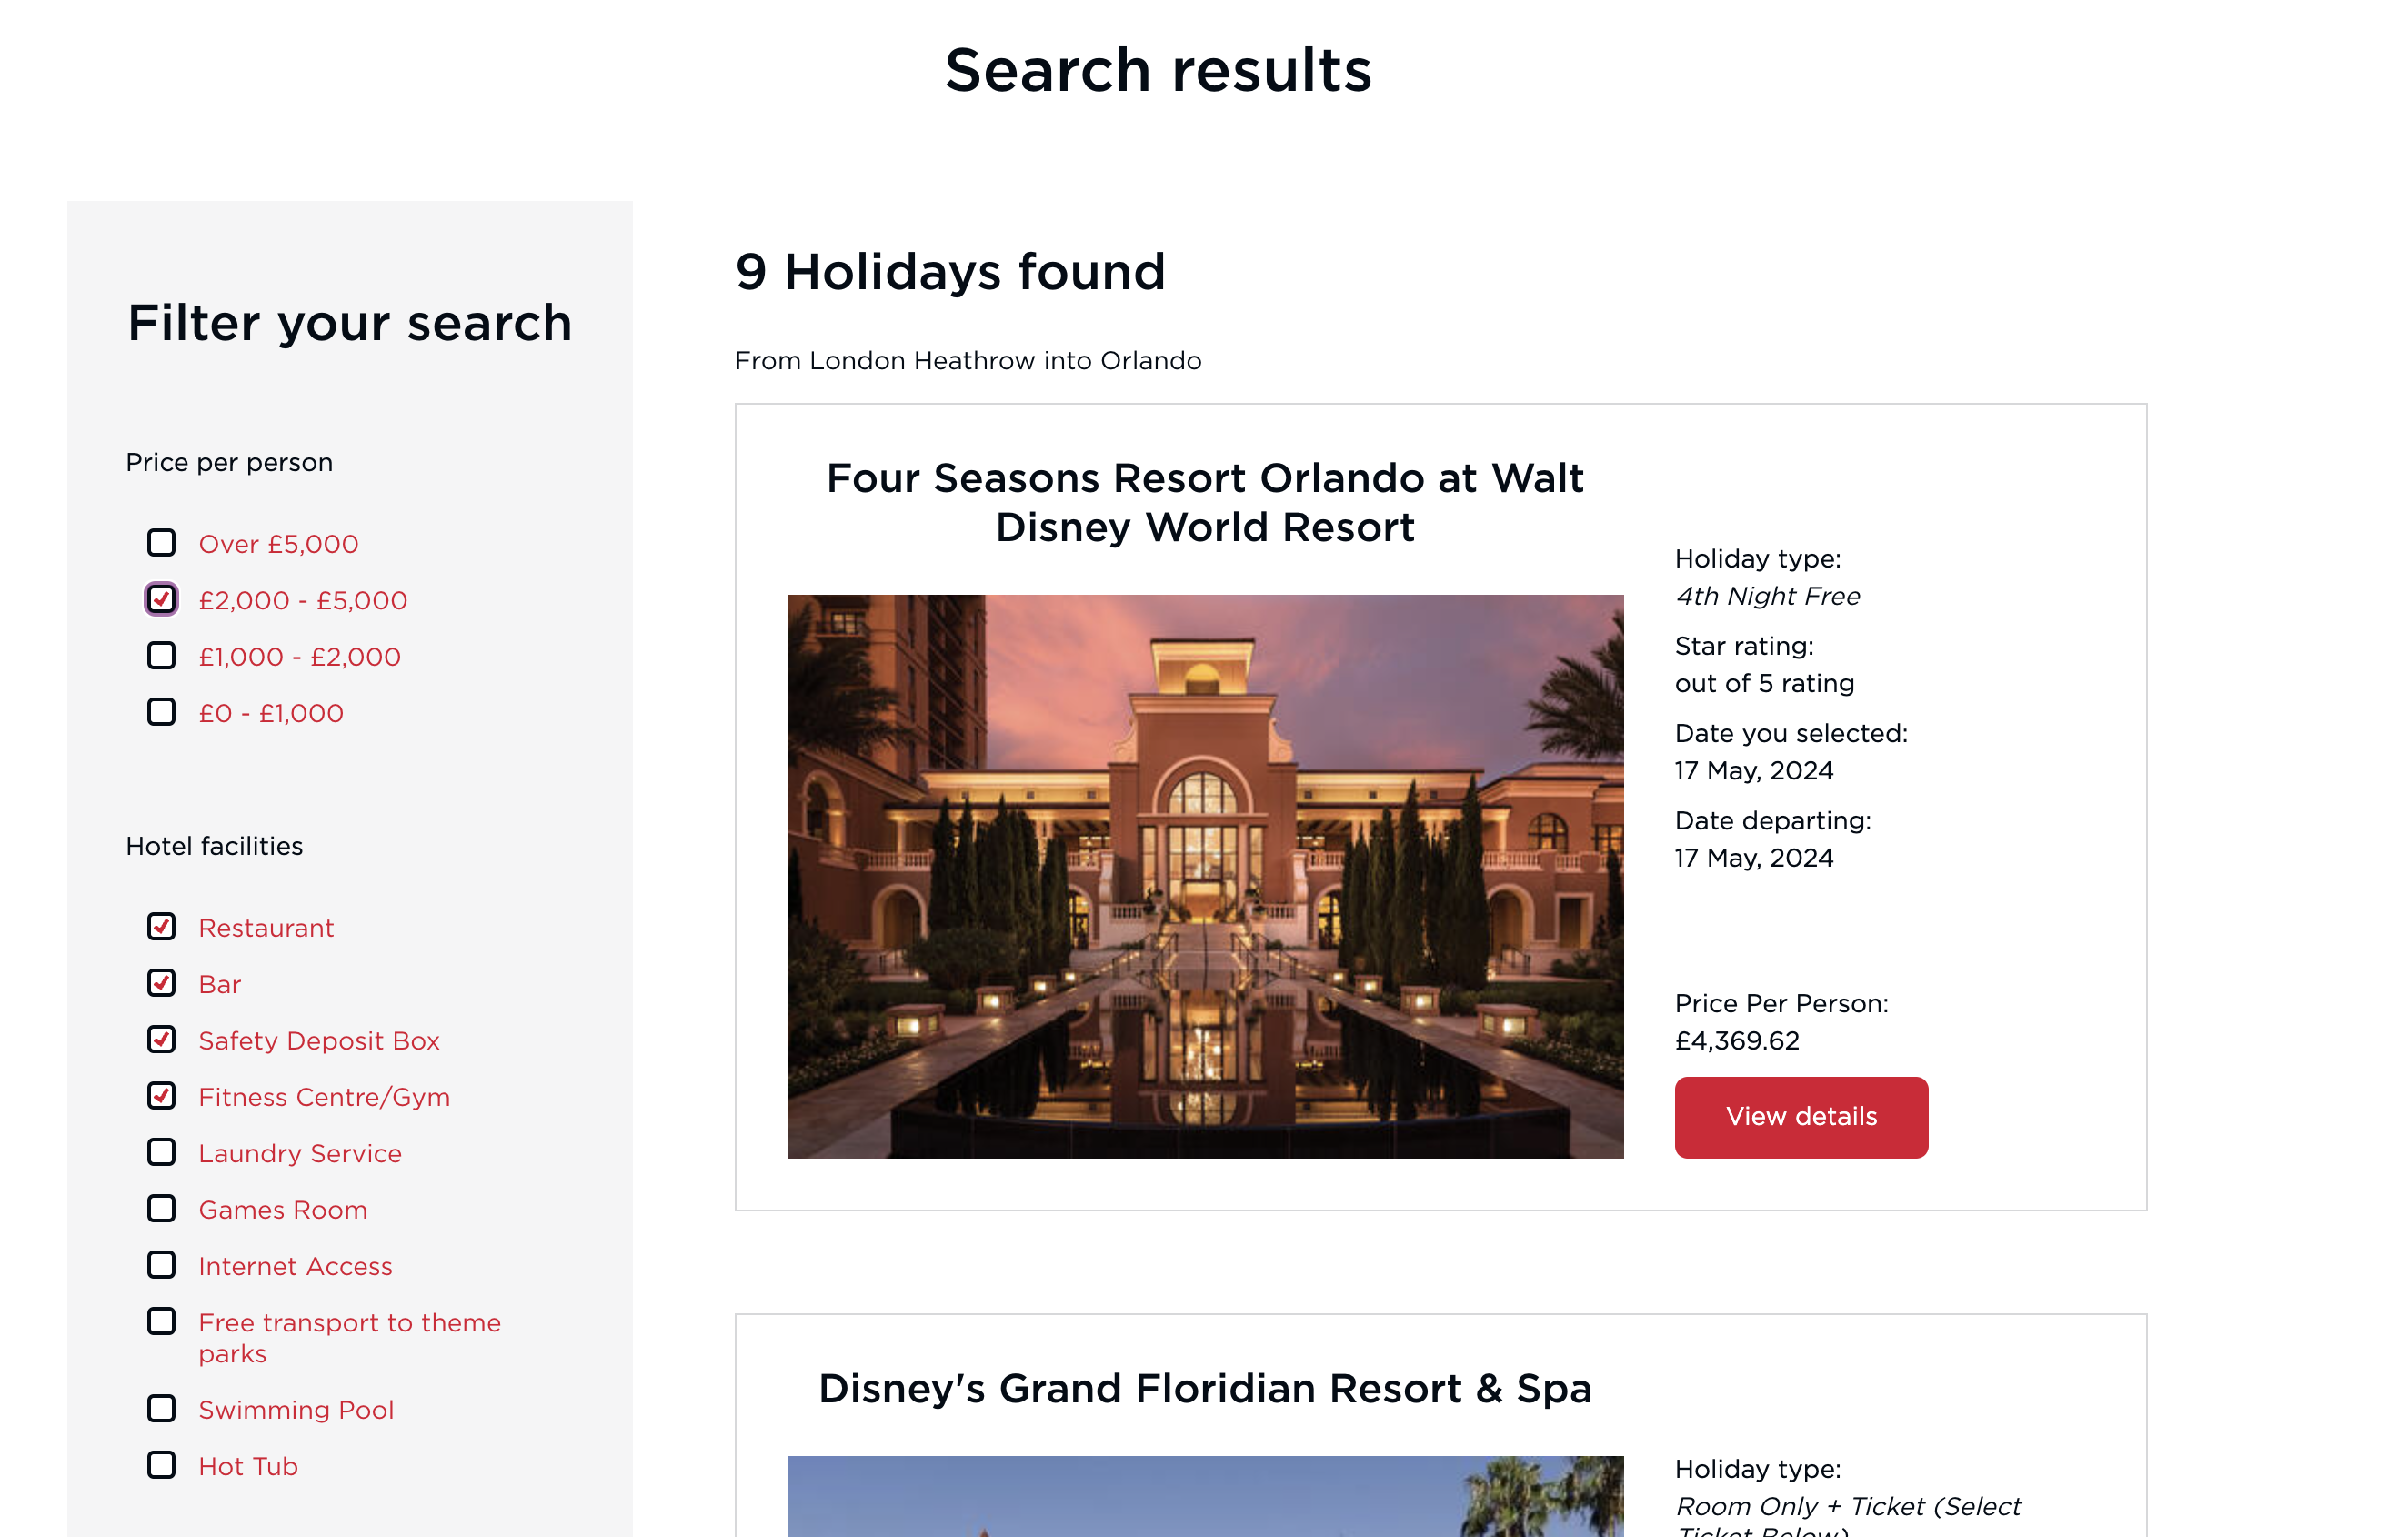 Search results
Filter your search
Price per person
Over £5,000
£2,000 - £5,000
£1,000 - £2,000
£0 - £1,000
Hotel facilities
Restaurant
Bar
Safety Deposit Box
Fitness Centre/Gym
Laundry Service
Games Room
Internet Access
Free transport to theme
parks
Swimming Pool
Hot Tub
9 Holidays found
From London Heathrow into Orlando
Four Seasons Resort Orlando at Walt
Disney World Resort
Holiday type:
4th Night Free
Star rating:
out of 5 rating
Date you selected:
17 May, 2024
Date departing:
17 May, 2024
Price Per Person:
£4,369.62
View details
Disney's Grand Floridian Resort & Spa
Holiday type:
Room Only + Ticket (Select
Ticket Below)